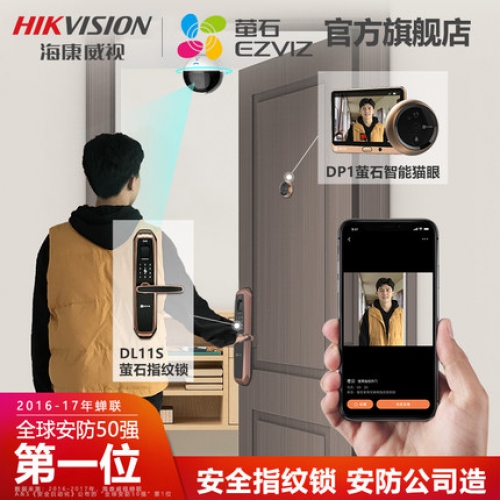 HIKVISION
海康威视
萤石
EZVIZ
官方旗舰店
DP1萤石智能猫眼
DL11S
萤石指纹锁
2016-17年蝉联
全球安防50强
第一位
安全指纹锁 安防公司造